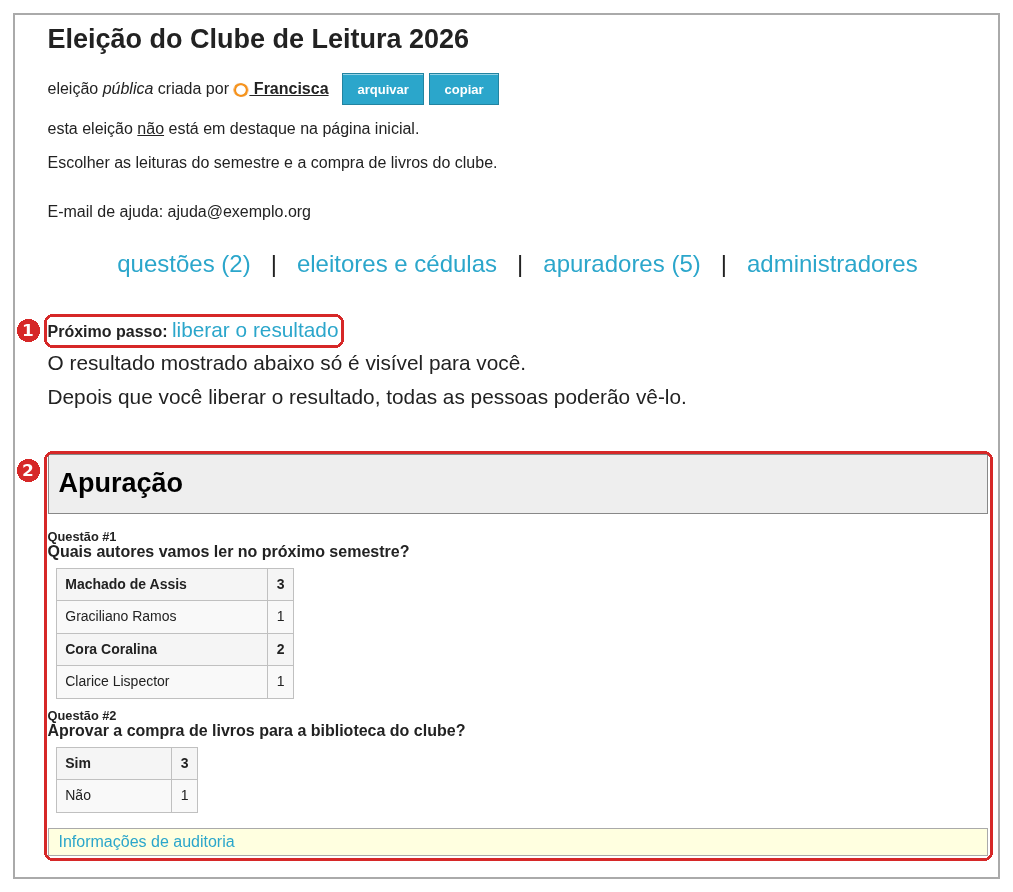 Eleição do Clube de Leitura 2026
eleição pública criada por Francisca arquivar copiar
esta eleição não está em destaque na página inicial.
Escolher as leituras do semestre e a compra de livros do clube.
E-mail de ajuda: ajuda@exemplo.org
questões (2) | eleitores e cédulas | apuradores (5) | administradores
1 Próximo passo: liberar o resultado
O resultado mostrado abaixo só é visível para você.
Depois que você liberar o resultado, todas as pessoas poderão vê-lo.
2 Apuração
Questão #1
Quais autores vamos ler no próximo semestre?
Machado de Assis 3
Graciliano Ramos 1
Cora Coralina 2
Clarice Lispector 1
Questão #2
Aprovar a compra de livros para a biblioteca do clube?
Sim 3
Não 1
Informações de auditoria